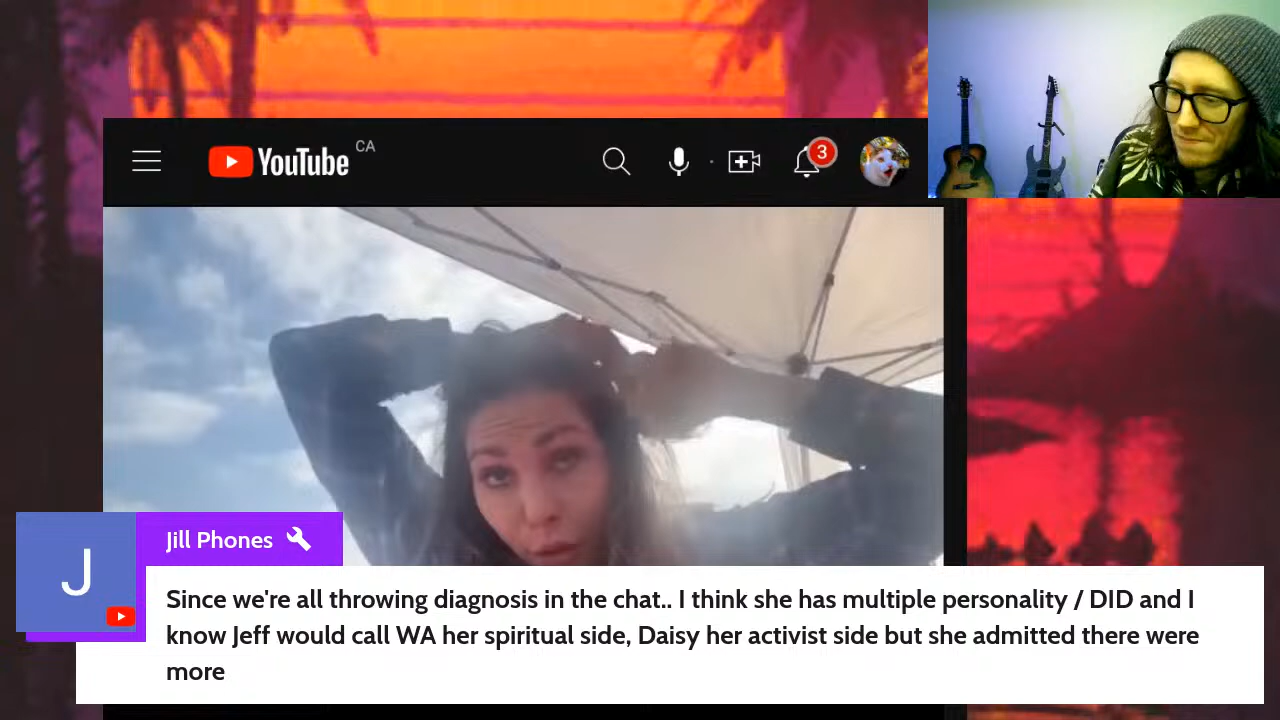 YouTube CA
3
J
Jill Phones
Since we're all throwing diagnosis in the chat.. I think she has multiple personality / DID and I
know Jeff would call WA her spiritual side, Daisy her activist side but she admitted there were
more